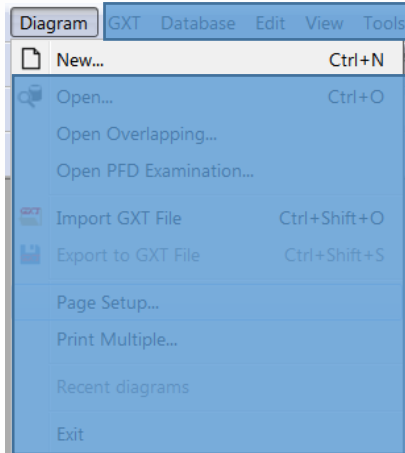 Diagram GXT Database Edit View Tools
New... Ctrl+N
Open... Ctrl+O
Open Overlapping...
Open PFD Examination...
Import GXT File Ctrl+Shift+O
Export to GXT File Ctrl+Shift+S
Page Setup...
Print Multiple...
Recent diagrams
Exit